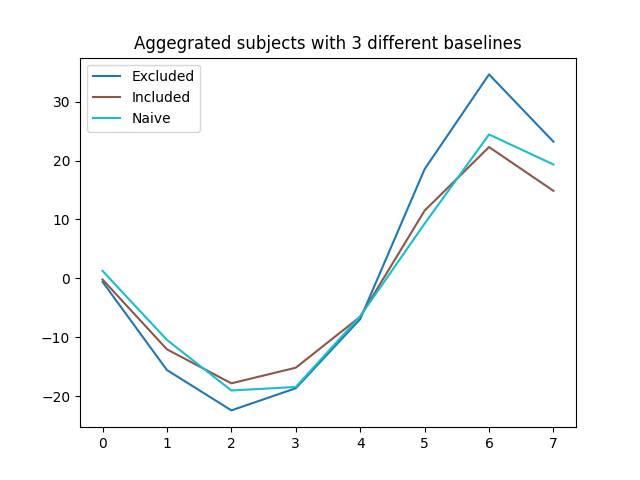 Aggegrated subjects with 3 different baselines
Excluded
Included
Naive
30
20
10
0
−10
−20
0 1 2 3 4 5 6 7